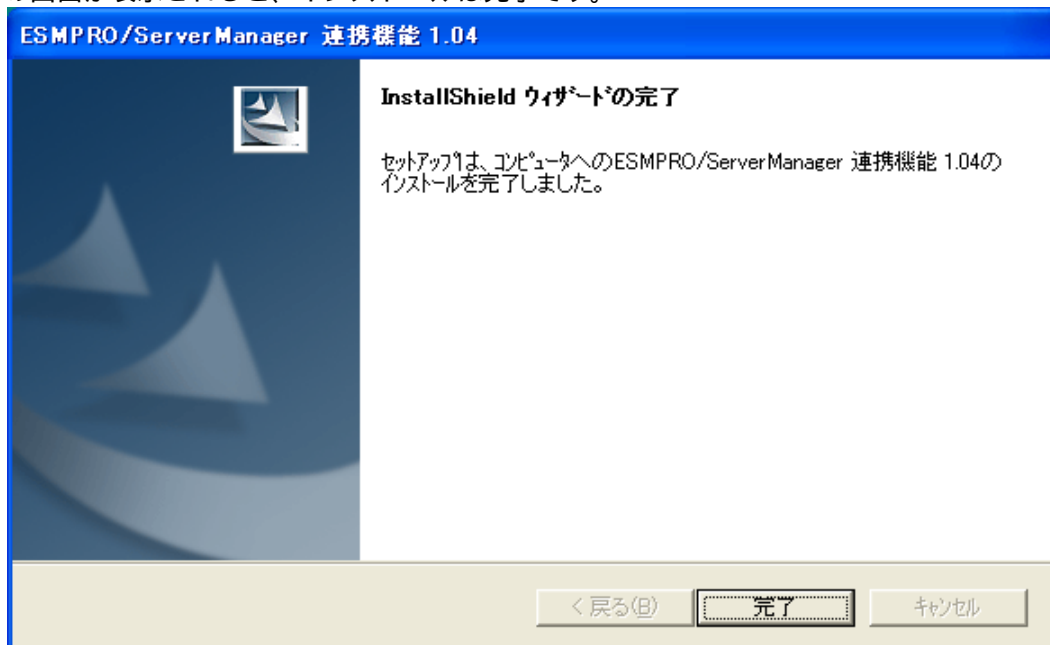 ESMPRO/ServerManager 連携機能 1.04
InstallShield ウィザードの完了
セットアップは、コンピュータへのESMPRO/ServerManager 連携機能 1.04の
インストールを完了しました。
< 戻る(B)
完了
キャンセル